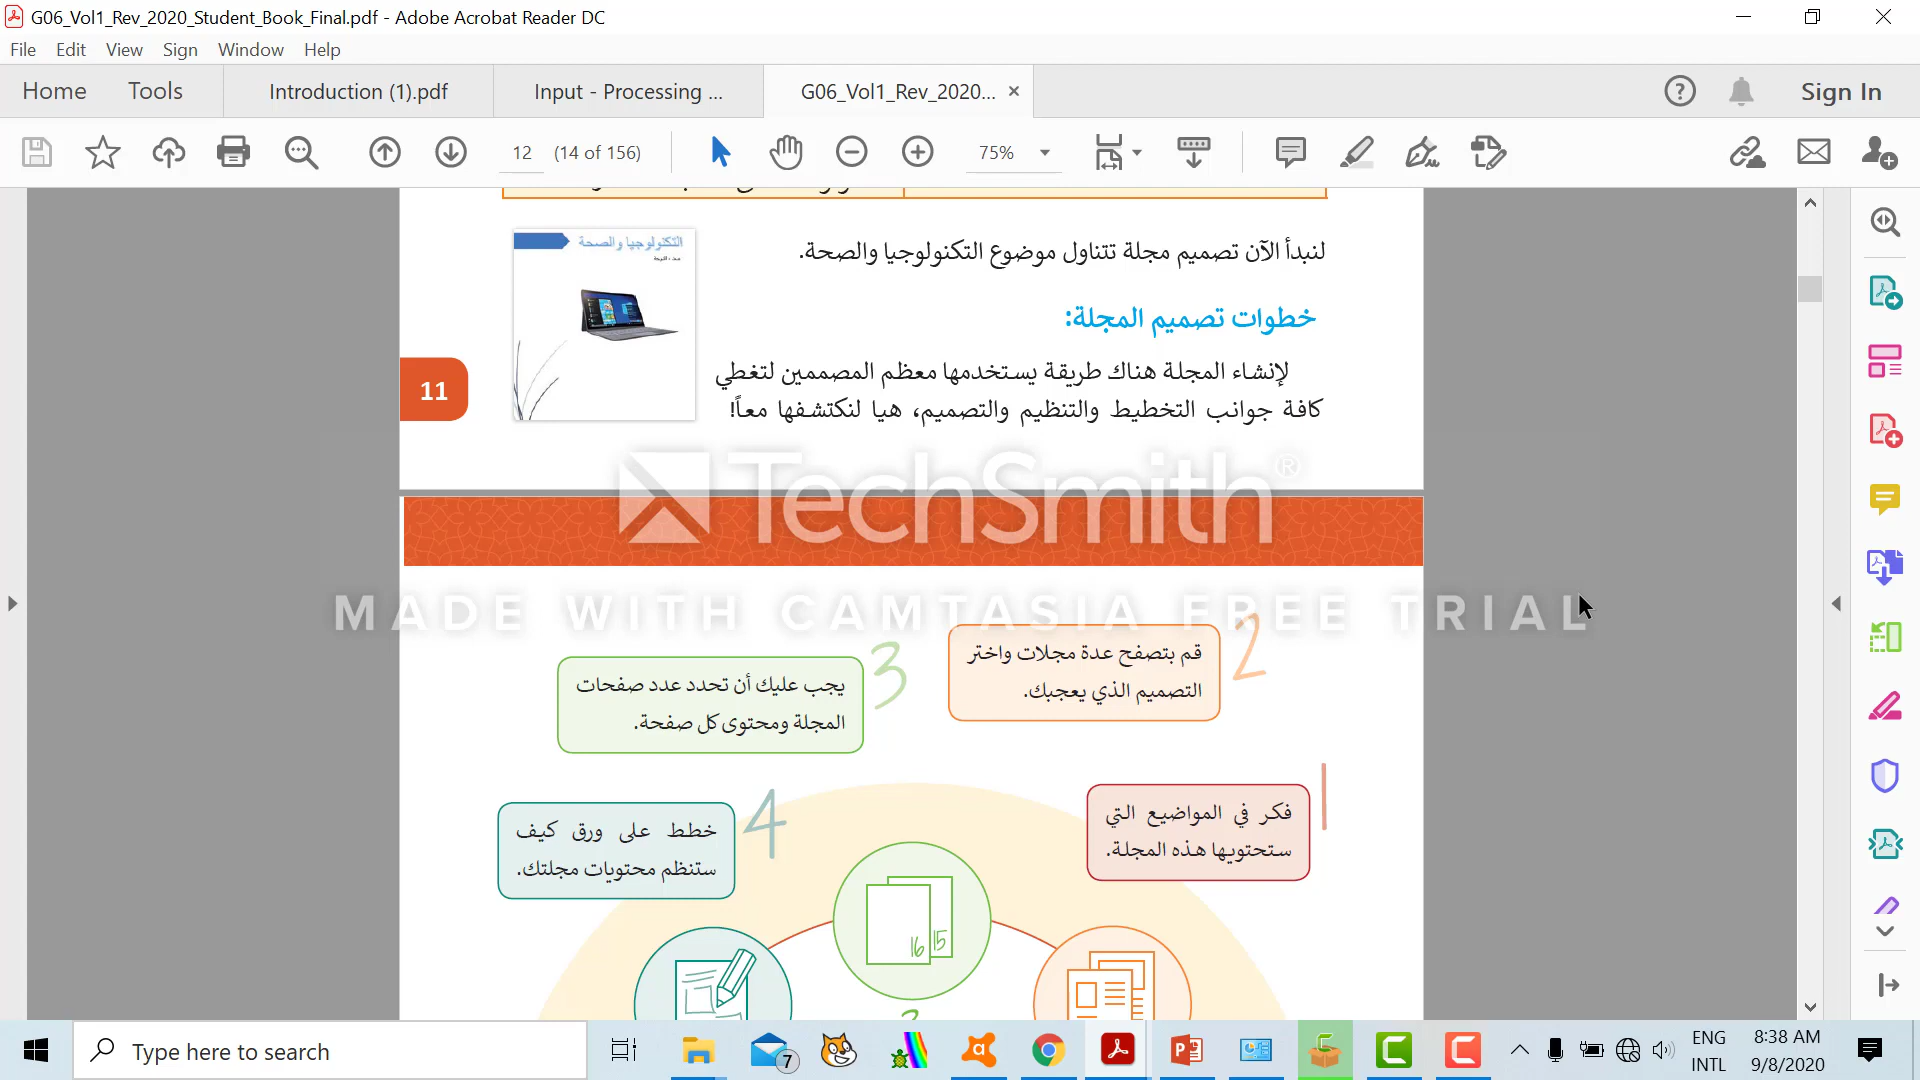 G06_Vol1_Rev_2020_Student_Book_Final.pdf - Adobe Acrobat Reader DC
File Edit View Sign Window Help
Home Tools Introduction (1).pdf Input - Processing ... G06_Vol1_Rev_2020... × Sign In
12 (14 of 156) 75%
التكنولوجيا والصحة
لنبدأ الآن تصميم مجلة تتناول موضوع التكنولوجيا والصحة.
خطوات تصميم المجلة:
لإنشاء المجلة هناك طريقة يستخدمها معظم المصممين لتغطي
كافة جوانب التخطيط والتنظيم والتصميم، هيا لنكتشفها معاً!
11
TechSmith®
MADE WITH CAMTASIA FREE TRIAL
1
فكر في المواضيع التي
ستحتويها هذه المجلة.
2
قم بتصفح عدة مجلات واختر
التصميم الذي يعجبك.
3
يجب عليك أن تحدد عدد صفحات
المجلة ومحتوى كل صفحة.
4
خطط على ورق كيف
ستنظم محتويات مجلتك.
16 15
Type here to search
7
ENG
INTL
8:38 AM
9/8/2020